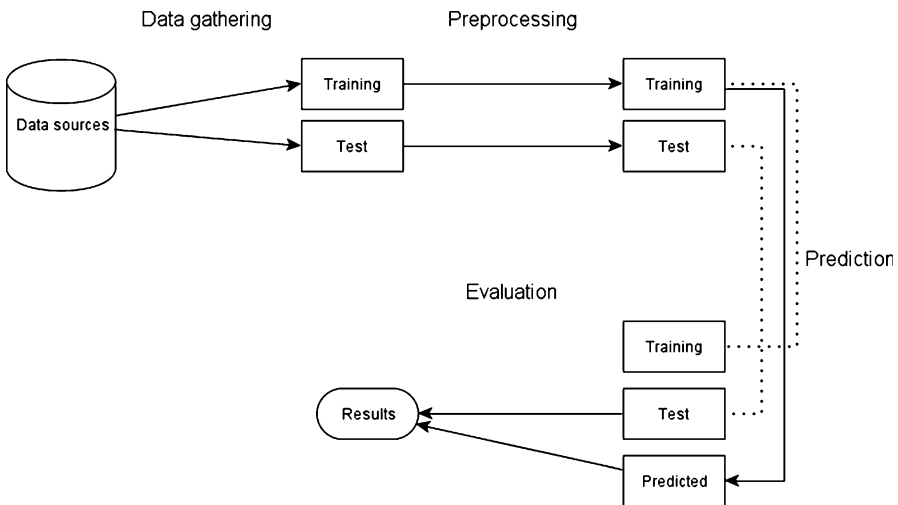 Data gathering
Preprocessing
Training
Training
Data sources
Test
Test
Prediction
Evaluation
Training
Results
Test
Predicted